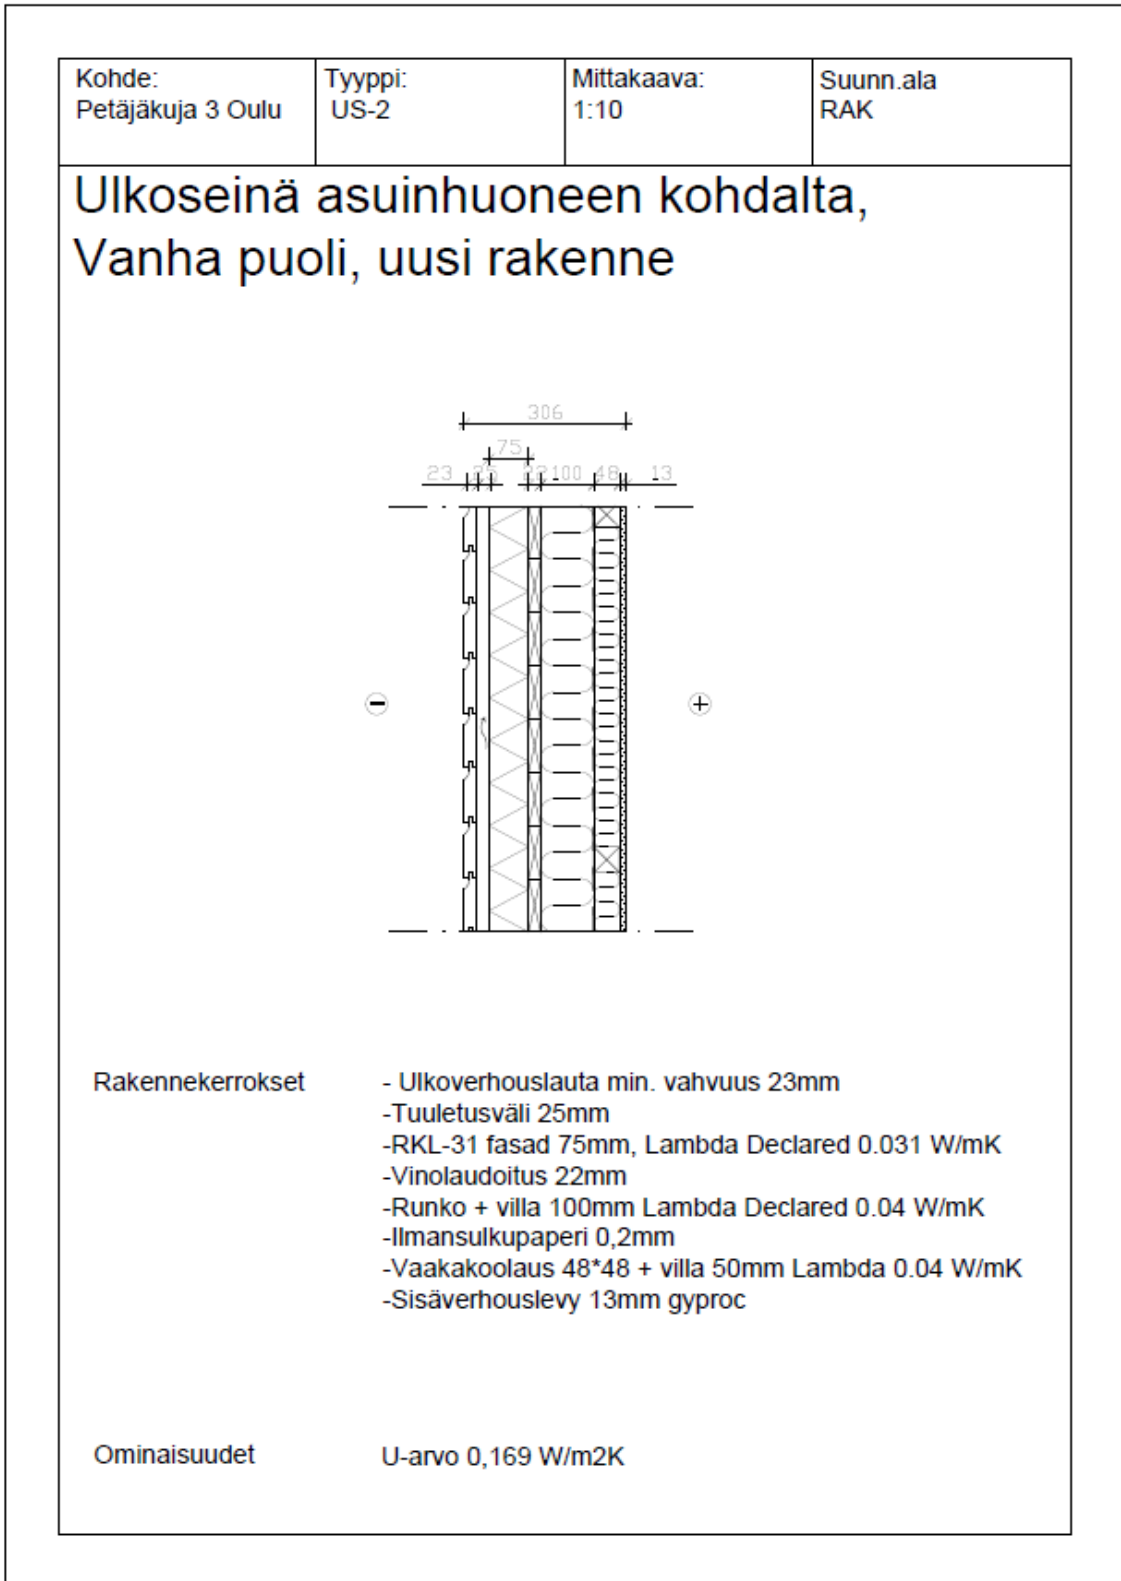 Kohde:
Petäjäkuja 3 Oulu
Tyyppi:
US-2
Mittakaava:
1:10
Suunn.ala
RAK
Ulkoseinä asuinhuoneen kohdalta,
Vanha puoli, uusi rakenne
306
75
23 25 22 100 48 13
Rakennekerrokset
- Ulkoverhouslauta min. vahvuus 23mm
-Tuuletusväli 25mm
-RKL-31 fasad 75mm, Lambda Declared 0.031 W/mK
-Vinolaudoitus 22mm
-Runko + villa 100mm Lambda Declared 0.04 W/mK
-Ilmansulkupaperi 0,2mm
-Vaakakoolaus 48*48 + villa 50mm Lambda 0.04 W/mK
-Sisäverhouslevy 13mm gyproc
Ominaisuudet
U-arvo 0,169 W/m2K